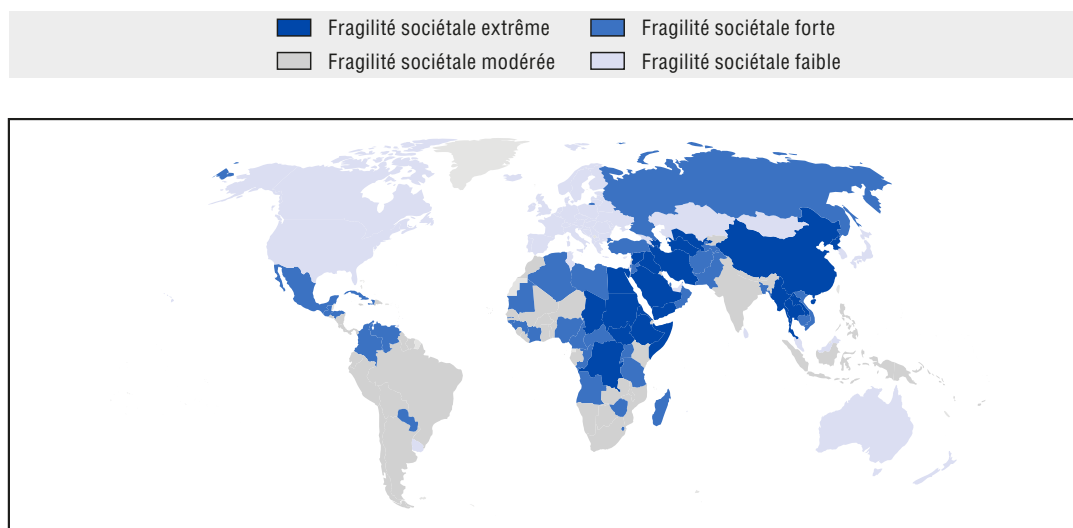 Fragilité sociétale extrême
Fragilité sociétale forte
Fragilité sociétale modérée
Fragilité sociétale faible